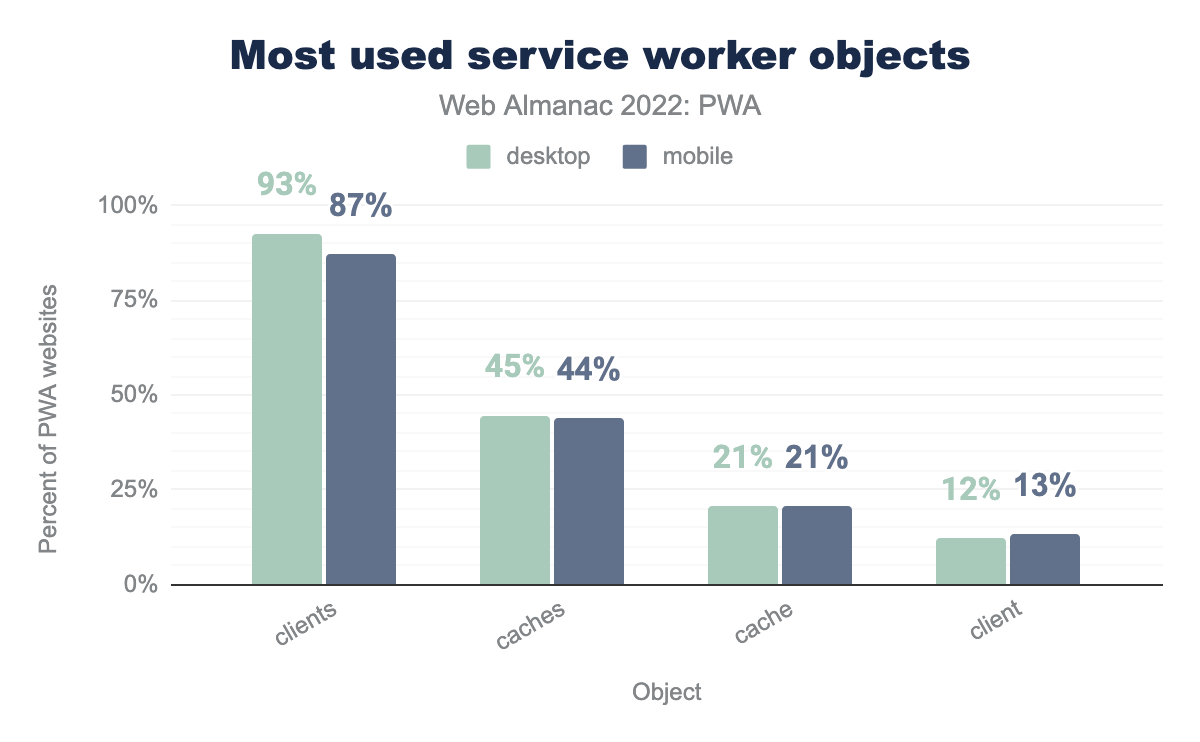 Most used service worker objects
Web Almanac 2022: PWA
desktop mobile
93% 87%
45% 44%
21% 21%
12% 13%
100%
75%
50%
25%
0%
Percent of PWA websites
clients caches cache client
Object